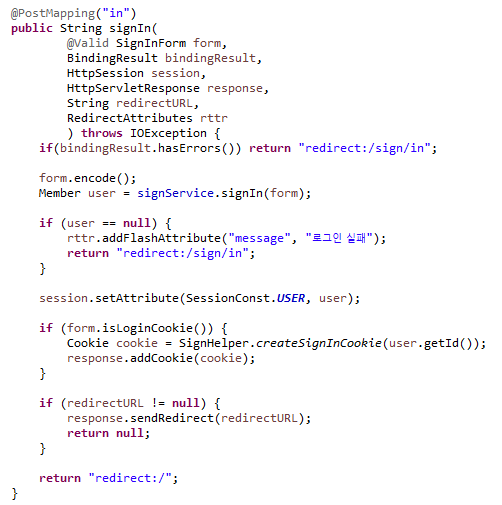 @PostMapping("in")
public String signIn(
@Valid SignInForm form,
BindingResult bindingResult,
HttpSession session,
HttpServletResponse response,
String redirectURL,
RedirectAttributes rttr
) throws IOException {
if(bindingResult.hasErrors()) return "redirect:/sign/in";
form.encode();
Member user = signService.signIn(form);
if (user == null) {
rttr.addFlashAttribute("message", "로그인 실패");
return "redirect:/sign/in";
}
session.setAttribute(SessionConst.USER, user);
if (form.isLoginCookie()) {
Cookie cookie = SignHelper.createSignInCookie(user.getId());
response.addCookie(cookie);
}
if (redirectURL != null) {
response.sendRedirect(redirectURL);
return null;
}
return "redirect:/";
}